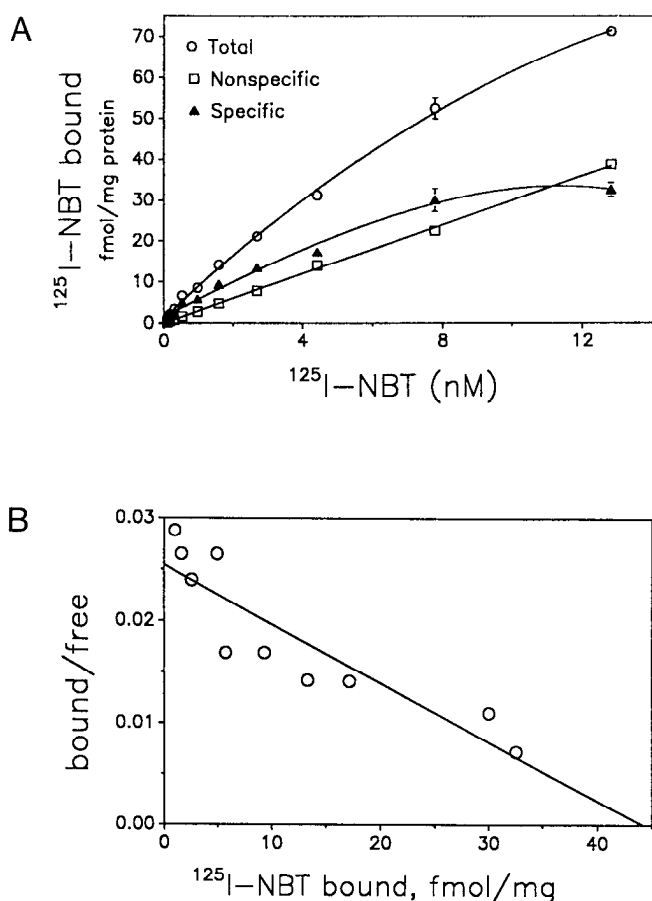 A
¹²⁵I−NBT bound
fmol/mg protein
80
70
60
50
40
30
20
10
0
Total
Nonspecific
Specific
0
4
8
12
¹²⁵I−NBT (nM)
B
bound/free
0.03
0.02
0.01
0.00
0
10
20
30
40
¹²⁵I−NBT bound, fmol/mg